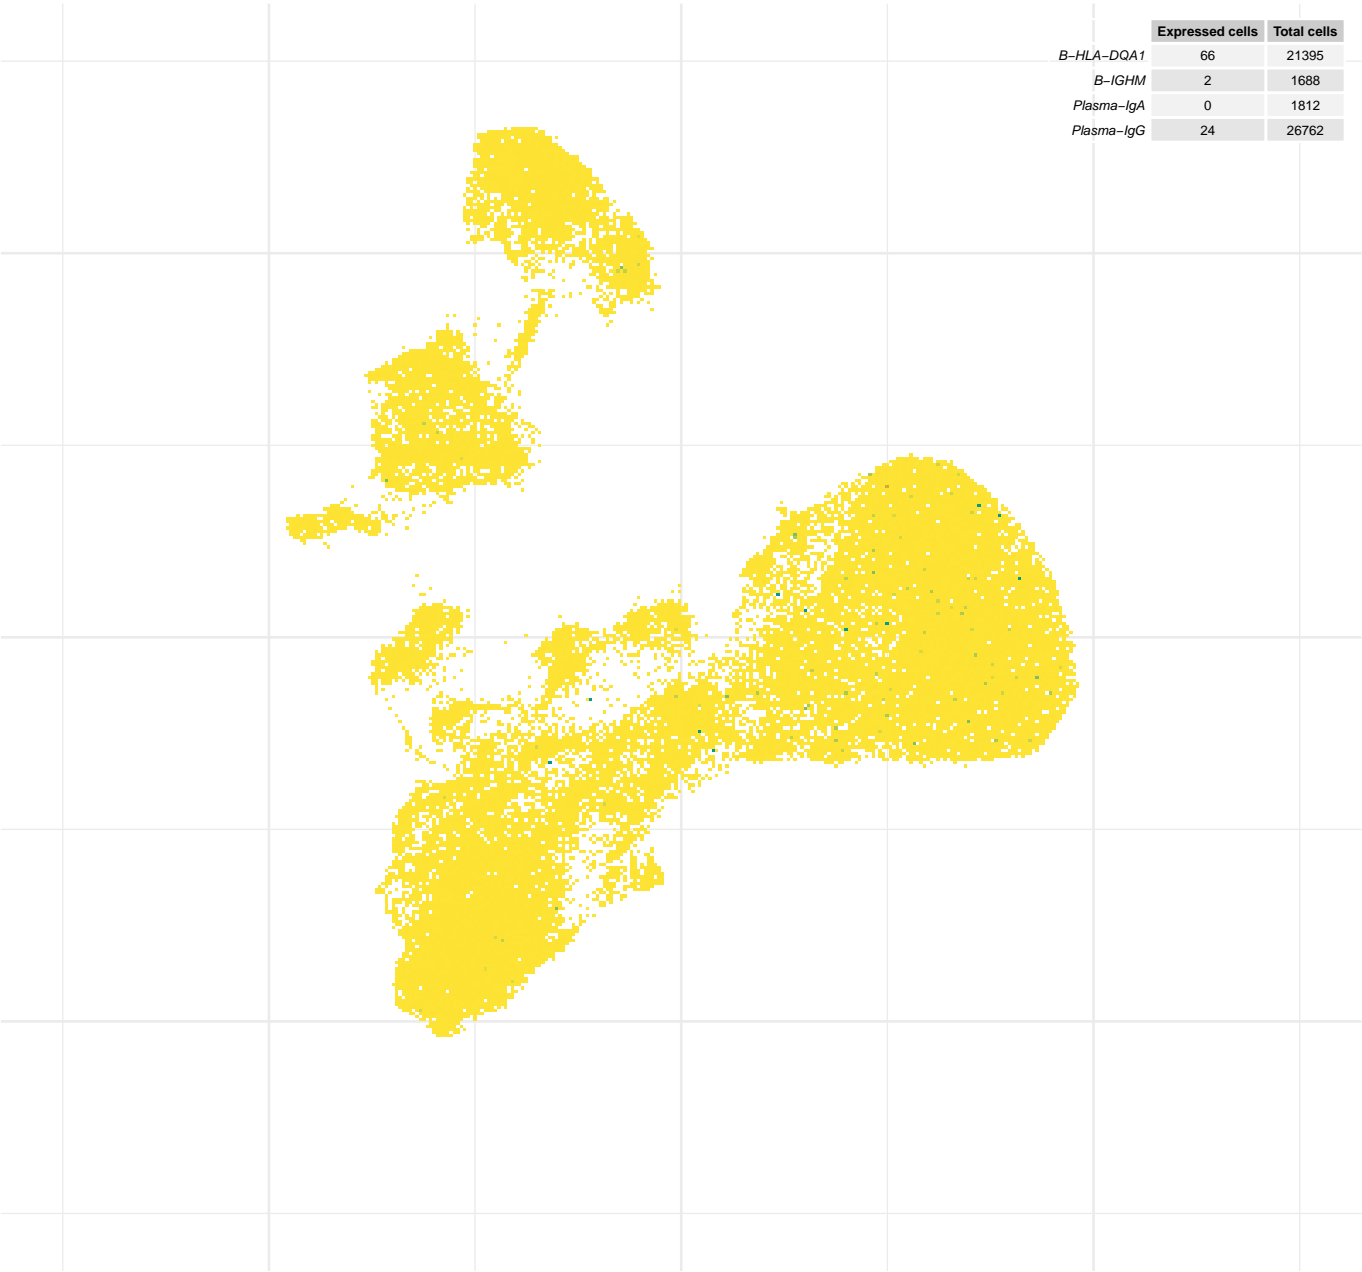 Expressed cells Total cells
B−HLA−DQA1 66 21395
B−IGHM 2 1688
Plasma−IgA 0 1812
Plasma−IgG 24 26762